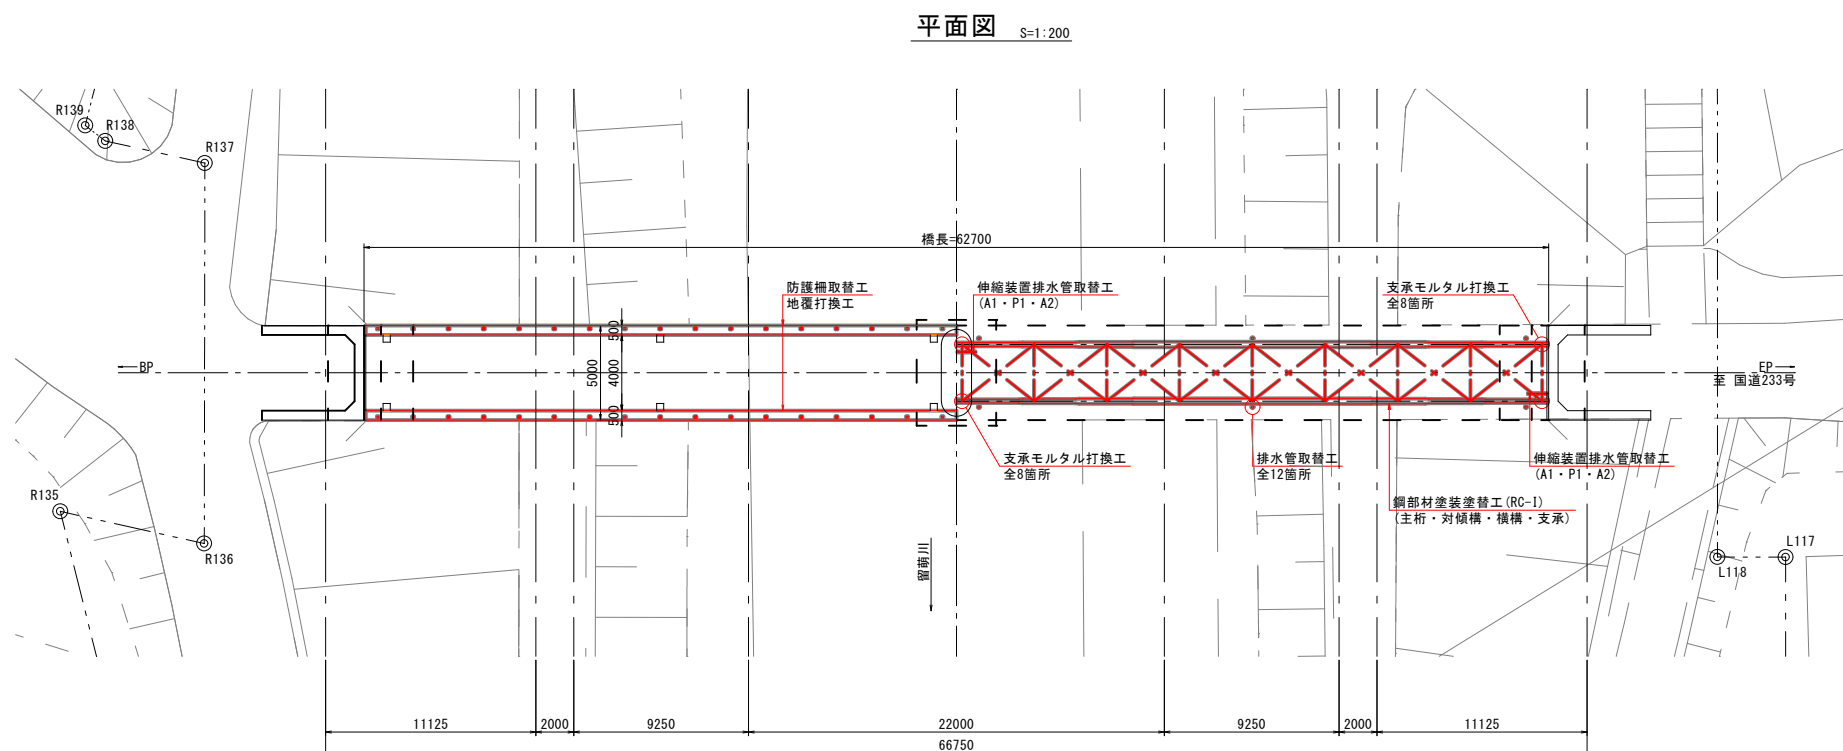 平面図 S=1:200
R139
R138
R137
橋長=62700
防護柵取替工
地覆打換工
伸縮装置排水管取替工
(A1・P1・A2)
支承モルタル打換工
全8箇所
500
5000
4000
500
BP
EP
至 国道233号
支承モルタル打換工
全8箇所
排水管取替工
全12箇所
伸縮装置排水管取替工
(A1・P1・A2)
鋼部材塗装塗替工(RC-I)
(主桁・対傾構・横構・支承)
R135
R136
留萌川
L117
L118
11125
2000
9250
22000
9250
2000
11125
66750